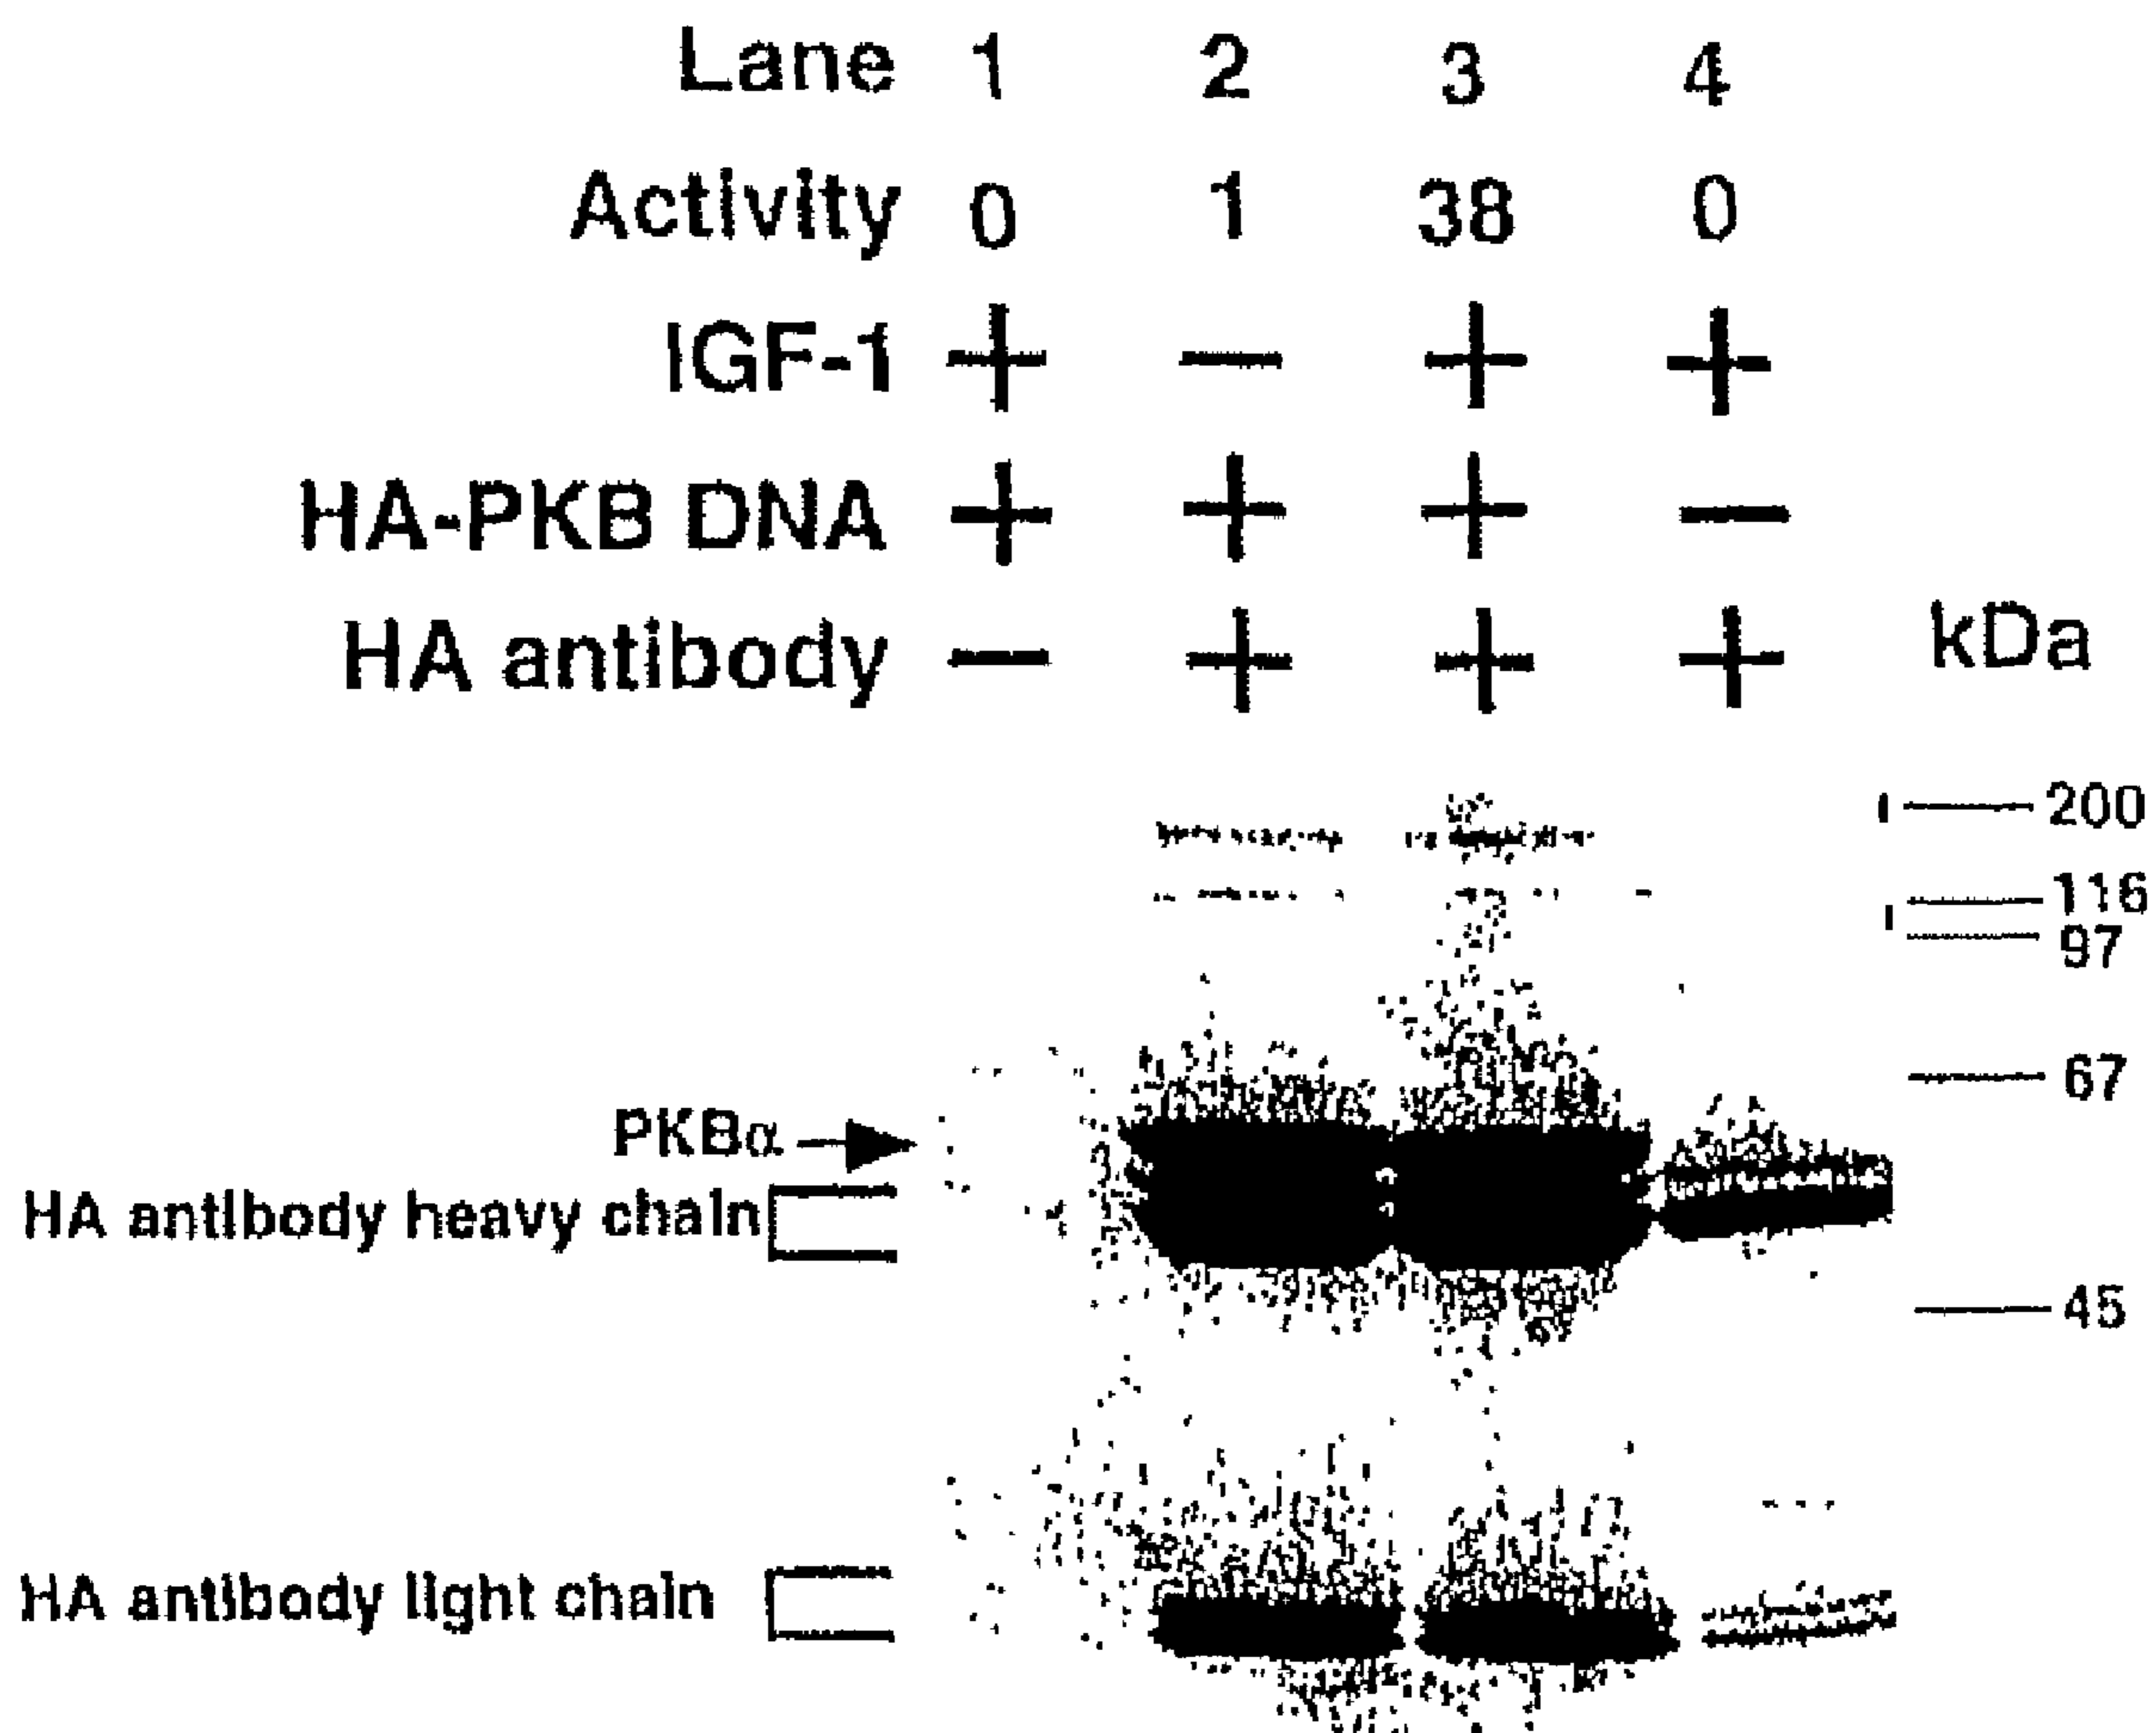 Lane 1 2 3 4
Activity 0 1 38 0
IGF-1 + − + +
HA-PKB DNA + + + −
HA antibody − + + + kDa
200
116
97
67
PKBα
HA antibody heavy chain
45
HA antibody light chain